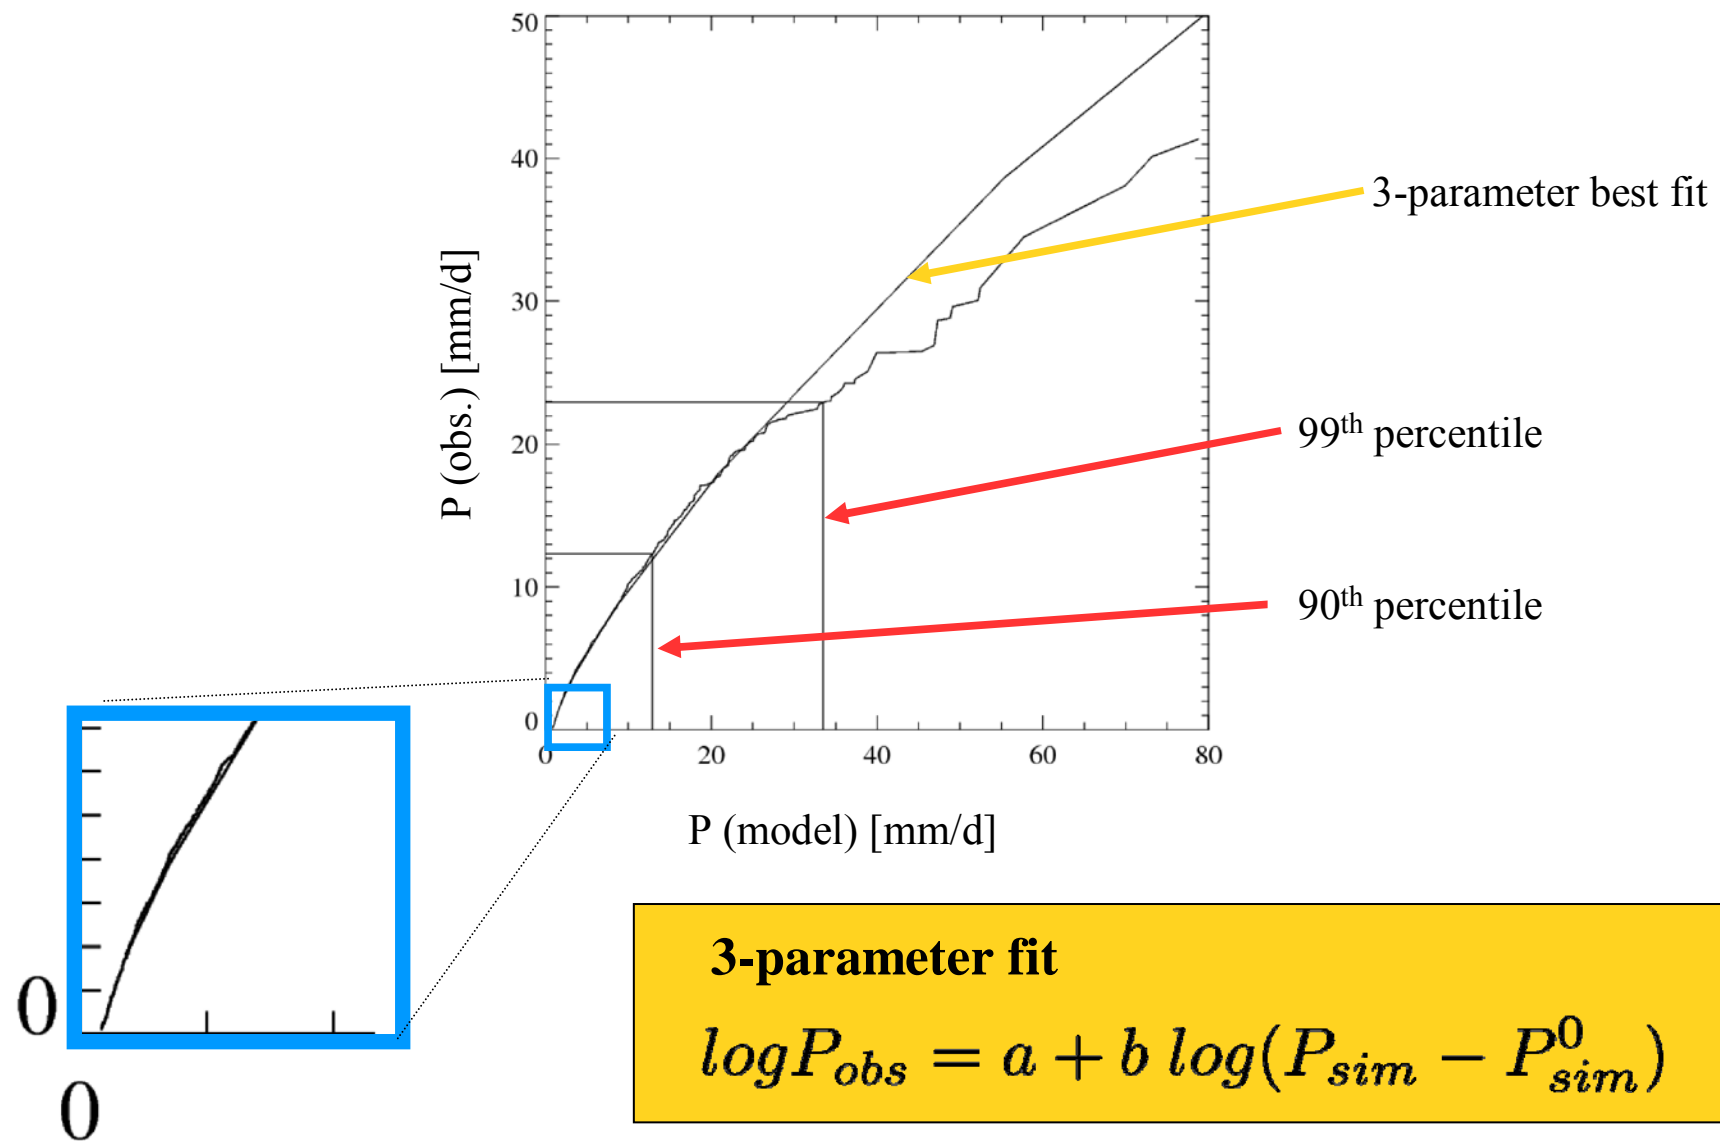 50
40
30
20
10
0
0
20
40
60
80
P (obs.) [mm/d]
P (model) [mm/d]
3-parameter best fit
99th percentile
90th percentile
0
0
3-parameter fit
logP_obs = a + b log(P_sim − P^0_sim)